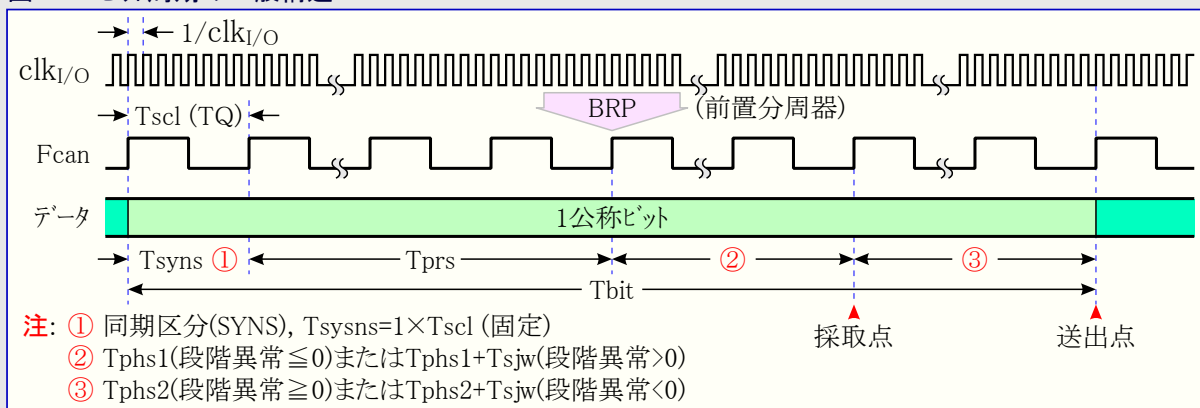 1/clkI/O
clkI/O
Tscl (TQ)
BRP
(前置分周器)
Fcan
データ
1公称ビット
Tsyns ①
Tprs
②
③
Tbit
採取点
送出点
注: ① 同期区分(SYNS), Tsysns=1×Tscl (固定)
② Tphs1(段階異常≦0)またはTphs1+Tsjw(段階異常>0)
③ Tphs2(段階異常≧0)またはTphs2+Tsjw(段階異常<0)